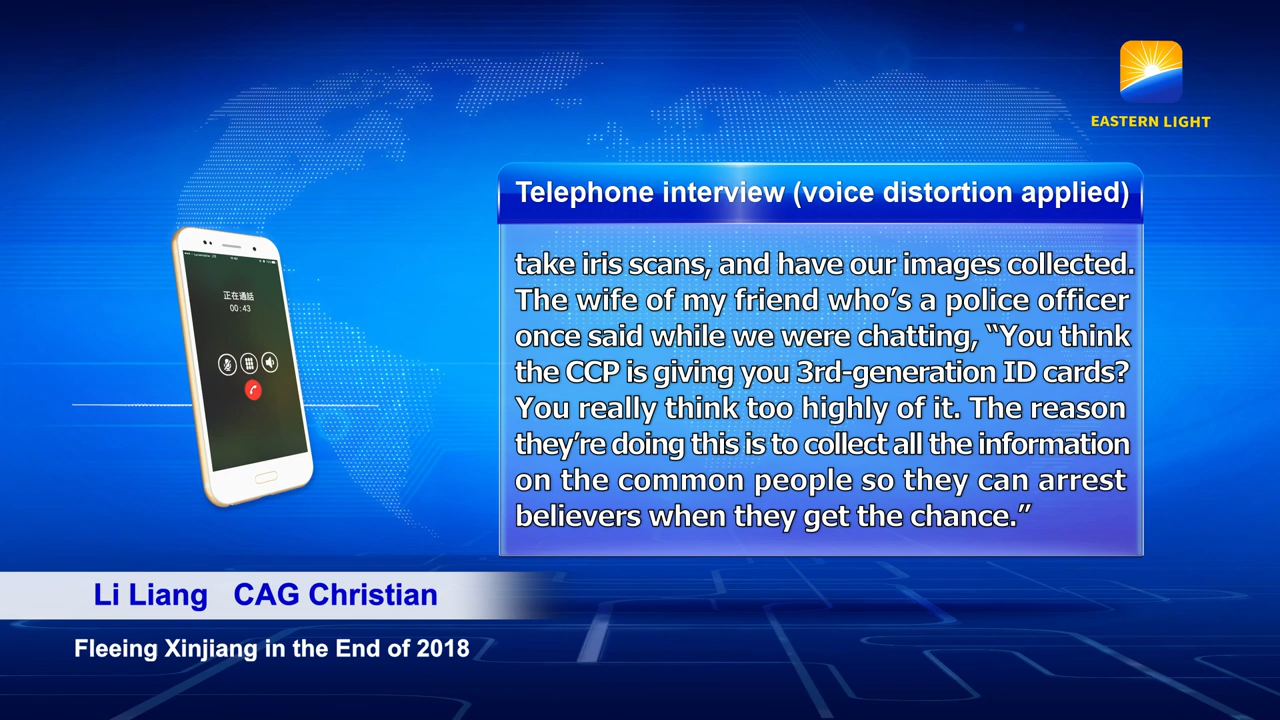 EASTERN LIGHT
Telephone interview (voice distortion applied)
take iris scans, and have our images collected.
The wife of my friend who’s a police officer
once said while we were chatting, “You think
the CCP is giving you 3rd-generation ID cards?
You really think too highly of it. The reason
they’re doing this is to collect all the information
on the common people so they can arrest
believers when they get the chance.”
正在通話
00:43
Li Liang CAG Christian
Fleeing Xinjiang in the End of 2018